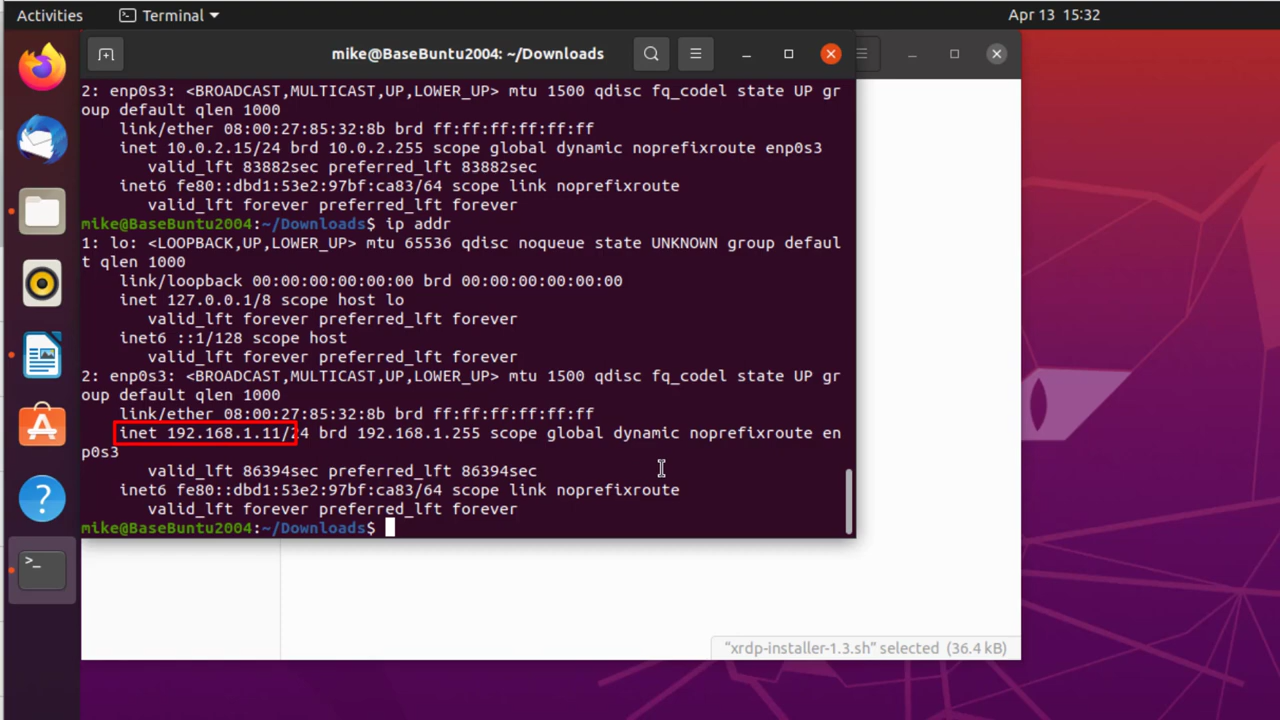 Activities
Terminal
Apr 13 15:32
mike@BaseBuntu2004: ~/Downloads
2: enp0s3: <BROADCAST,MULTICAST,UP,LOWER_UP> mtu 1500 qdisc fq_codel state UP gr
oup default qlen 1000
link/ether 08:00:27:85:32:8b brd ff:ff:ff:ff:ff:ff
inet 10.0.2.15/24 brd 10.0.2.255 scope global dynamic noprefixroute enp0s3
valid_lft 83882sec preferred_lft 83882sec
inet6 fe80::dbd1:53e2:97bf:ca83/64 scope link noprefixroute
valid_lft forever preferred_lft forever
mike@BaseBuntu2004:~/Downloads$ ip addr
1: lo: <LOOPBACK,UP,LOWER_UP> mtu 65536 qdisc noqueue state UNKNOWN group defaul
t qlen 1000
link/loopback 00:00:00:00:00:00 brd 00:00:00:00:00:00
inet 127.0.0.1/8 scope host lo
valid_lft forever preferred_lft forever
inet6 ::1/128 scope host
valid_lft forever preferred_lft forever
2: enp0s3: <BROADCAST,MULTICAST,UP,LOWER_UP> mtu 1500 qdisc fq_codel state UP gr
oup default qlen 1000
link/ether 08:00:27:85:32:8b brd ff:ff:ff:ff:ff:ff
inet 192.168.1.11/24 brd 192.168.1.255 scope global dynamic noprefixroute en
p0s3
valid_lft 86394sec preferred_lft 86394sec
inet6 fe80::dbd1:53e2:97bf:ca83/64 scope link noprefixroute
valid_lft forever preferred_lft forever
mike@BaseBuntu2004:~/Downloads$
"xrdp-installer-1.3.sh" selected (36.4 kB)